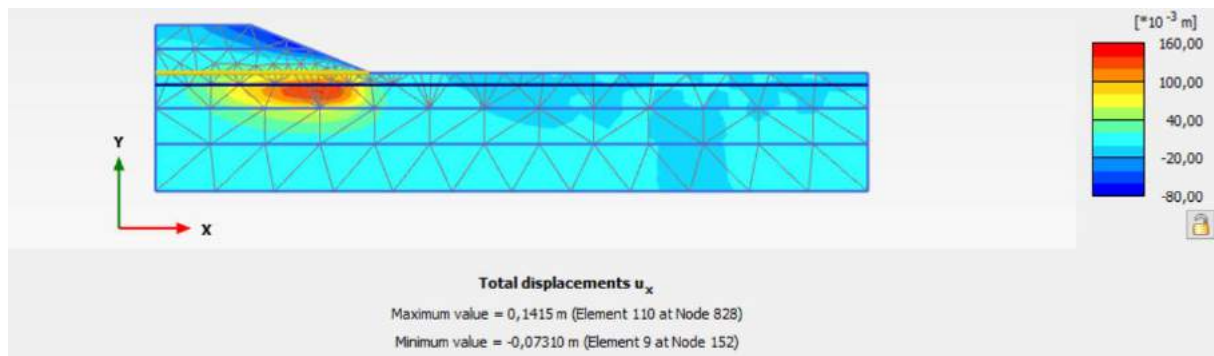 [*10⁻³ m]
160,00
100,00
40,00
-20,00
-80,00
Y
X
Total displacements uₓ
Maximum value = 0,1415 m (Element 110 at Node 828)
Minimum value = -0,07310 m (Element 9 at Node 152)